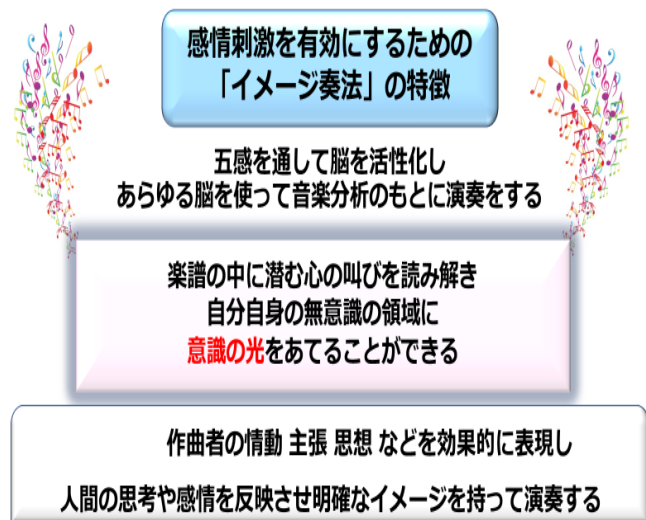 感情刺激を有効にするための
「イメージ奏法」の特徴
五感を通して脳を活性化し
あらゆる脳を使って音楽分析のもとに演奏をする
楽譜の中に潜む心の叫びを読み解き
自分自身の無意識の領域に
意識の光をあてることができる
作曲者の情動 主張 思想 などを効果的に表現し
人間の思考や感情を反映させ明確なイメージを持って演奏する